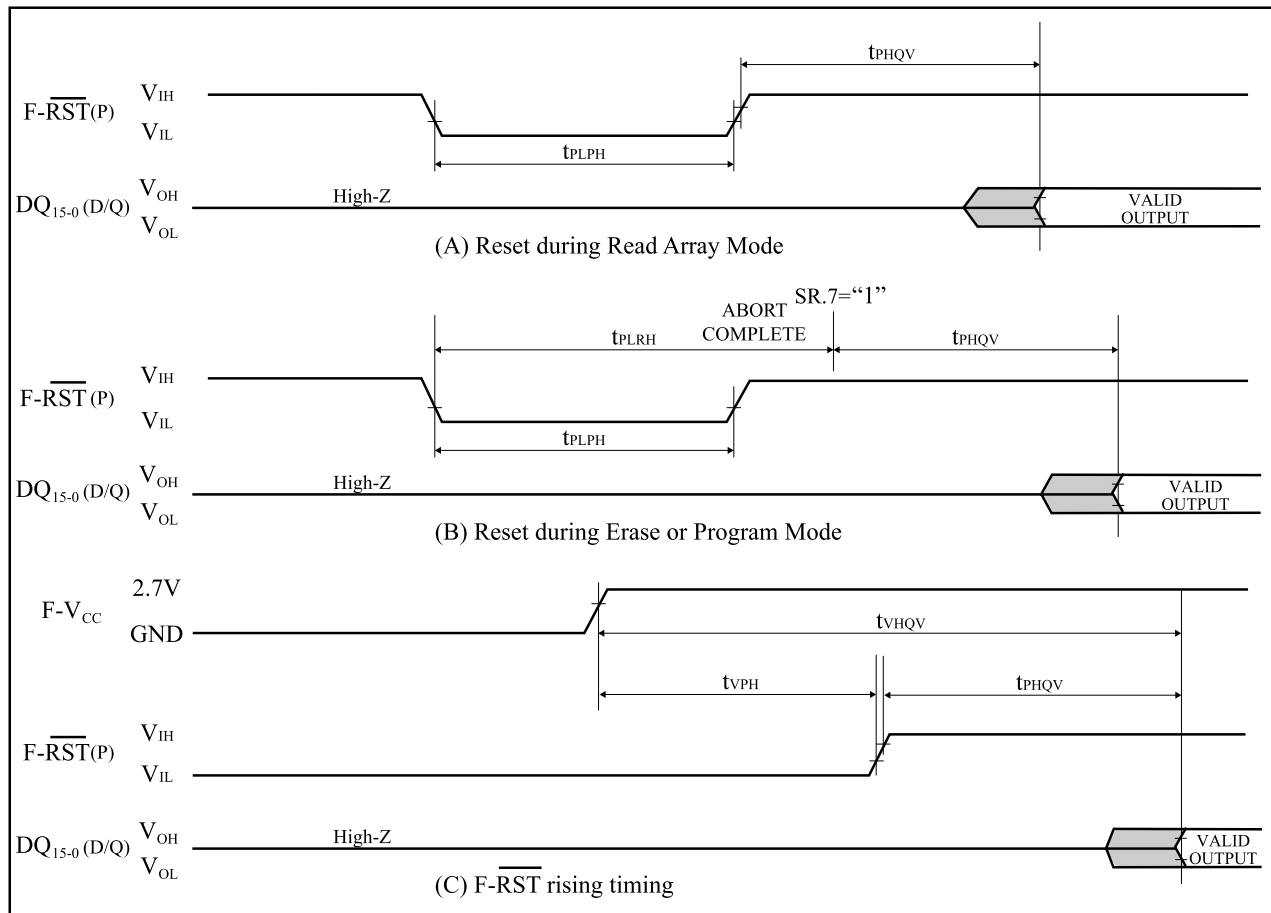 tPHQV
F-RST(P)
VIH
VIL
tPLPH
DQ15-0 (D/Q)
VOH
VOL
High-Z
VALID
OUTPUT
(A) Reset during Read Array Mode
SR.7=“1”
ABORT
COMPLETE
tPLRH
tPHQV
F-RST(P)
VIH
VIL
tPLPH
DQ15-0 (D/Q)
VOH
VOL
High-Z
VALID
OUTPUT
(B) Reset during Erase or Program Mode
F-VCC
2.7V
GND
tVHQV
tVPH
tPHQV
F-RST(P)
VIH
VIL
DQ15-0 (D/Q)
VOH
VOL
High-Z
VALID
OUTPUT
(C) F-RST rising timing